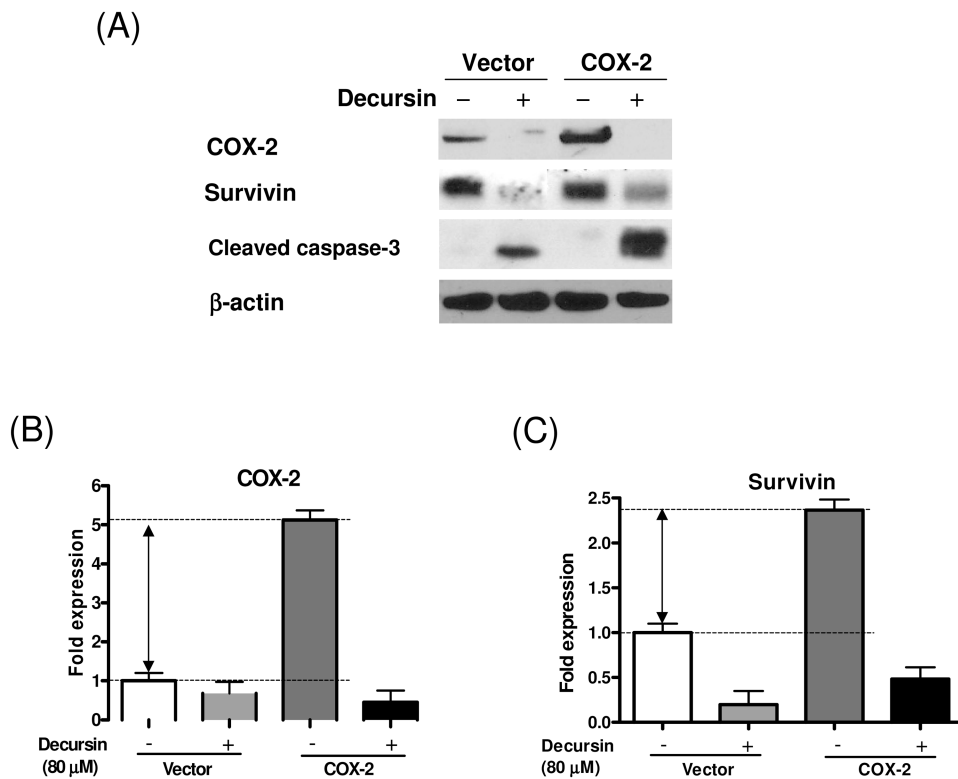 (A)
Vector COX-2
Decursin − + − +
COX-2
Survivin
Cleaved caspase-3
β-actin
(B)
COX-2
Fold expression
6
5
4
3
2
1
0
Decursin - + - +
(80 µM) Vector COX-2
(C)
Survivin
Fold expression
2.5
2.0
1.5
1.0
0.5
0.0
Decursin - + - +
(80 µM) Vector COX-2